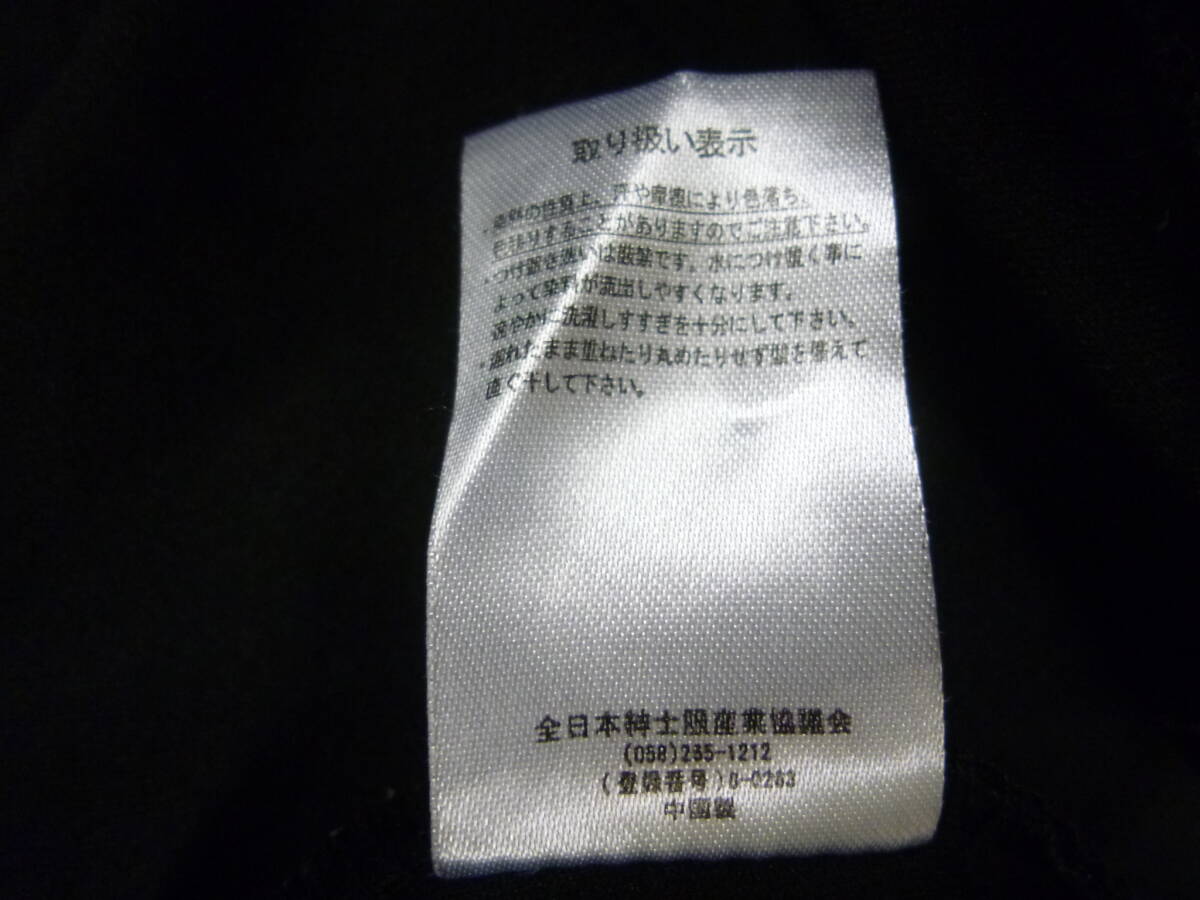 取り扱い表示
・染料の性質上、汗や摩擦により色落ち、
色移りすることがありますのでご注意下さい。
・つけ置き洗いは厳禁です。水につけ置く事に
よって染料が流出しやすくなります。
速やかに洗濯しすすぎを十分にして下さい。
・濡れたまま重ねたり丸めたりせず形を整えて
直ぐ干して下さい。
全日本紳士服産業協議会
(058)265-1212
(登録番号)G-0263
中国製